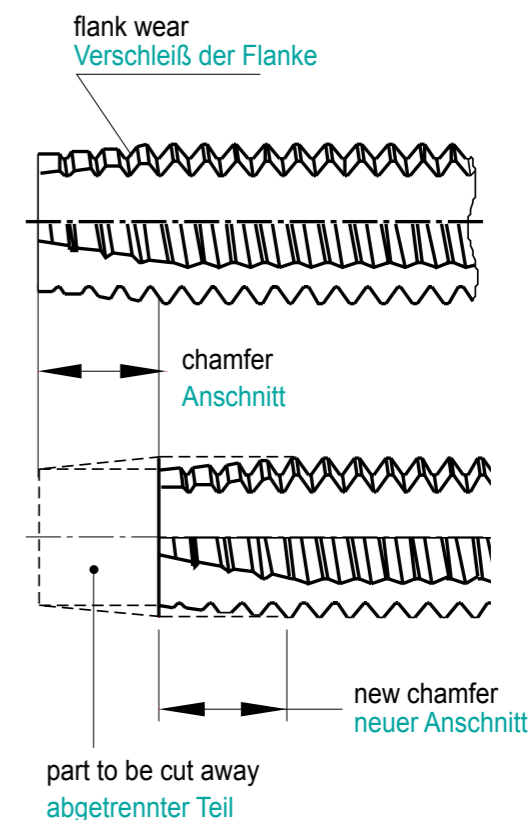 flank wear
Verschleiß der Flanke
chamfer
Anschnitt
new chamfer
neuer Anschnitt
part to be cut away
abgetrennter Teil